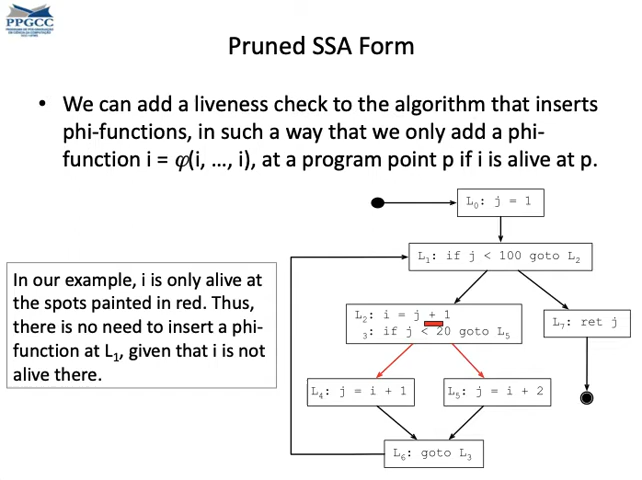 PPGCC
Pruned SSA Form
• We can add a liveness check to the algorithm that inserts
phi-functions, in such a way that we only add a phi-
function i = φ(i, …, i), at a program point p if i is alive at p.
L0: j = 1
L1: if j < 100 goto L2
In our example, i is only alive at
the spots painted in red. Thus,
there is no need to insert a phi-
function at L1, given that i is not
alive there.
L2: i = j + 1
3: if j < 20 goto L5
L7: ret j
L4: j = i + 1
L5: j = i + 2
L6: goto L3